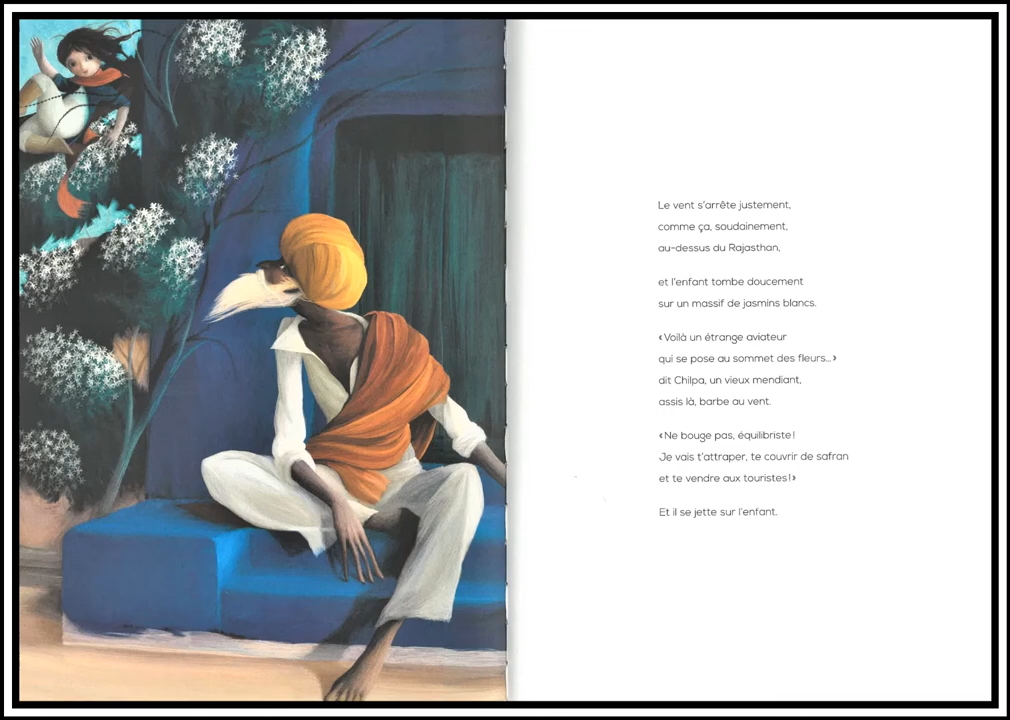 Le vent s'arrête justement,
comme ça, soudainement,
au-dessus du Rajasthan,
et l'enfant tombe doucement
sur un massif de jasmins blancs.
‹ Voilà un étrange aviateur
qui se pose au sommet des fleurs... ›
dit Chilpa, un vieux mendiant,
assis là, barbe au vent.
‹ Ne bouge pas, équilibriste !
Je vais t'attraper, te couvrir de safran
et te vendre aux touristes ! ›
Et il se jette sur l'enfant.